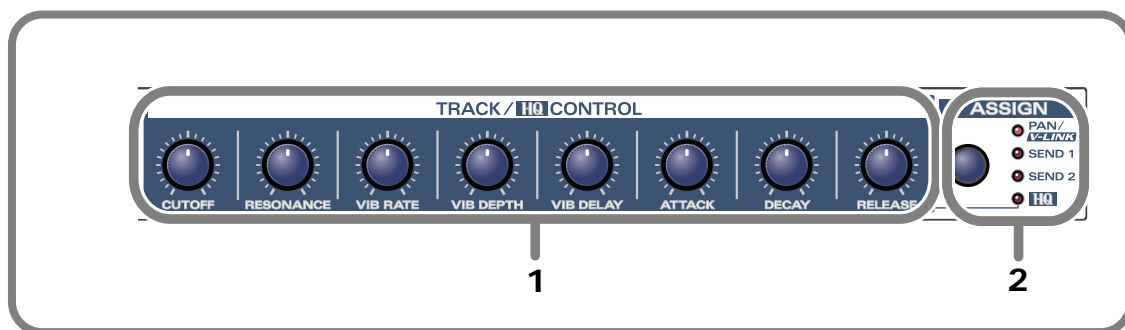 TRACK/HQ CONTROL
CUTOFF RESONANCE VIB RATE VIB DEPTH VIB DELAY ATTACK DECAY RELEASE
ASSIGN
PAN/
V-LINK
SEND 1
SEND 2
HQ
1 2